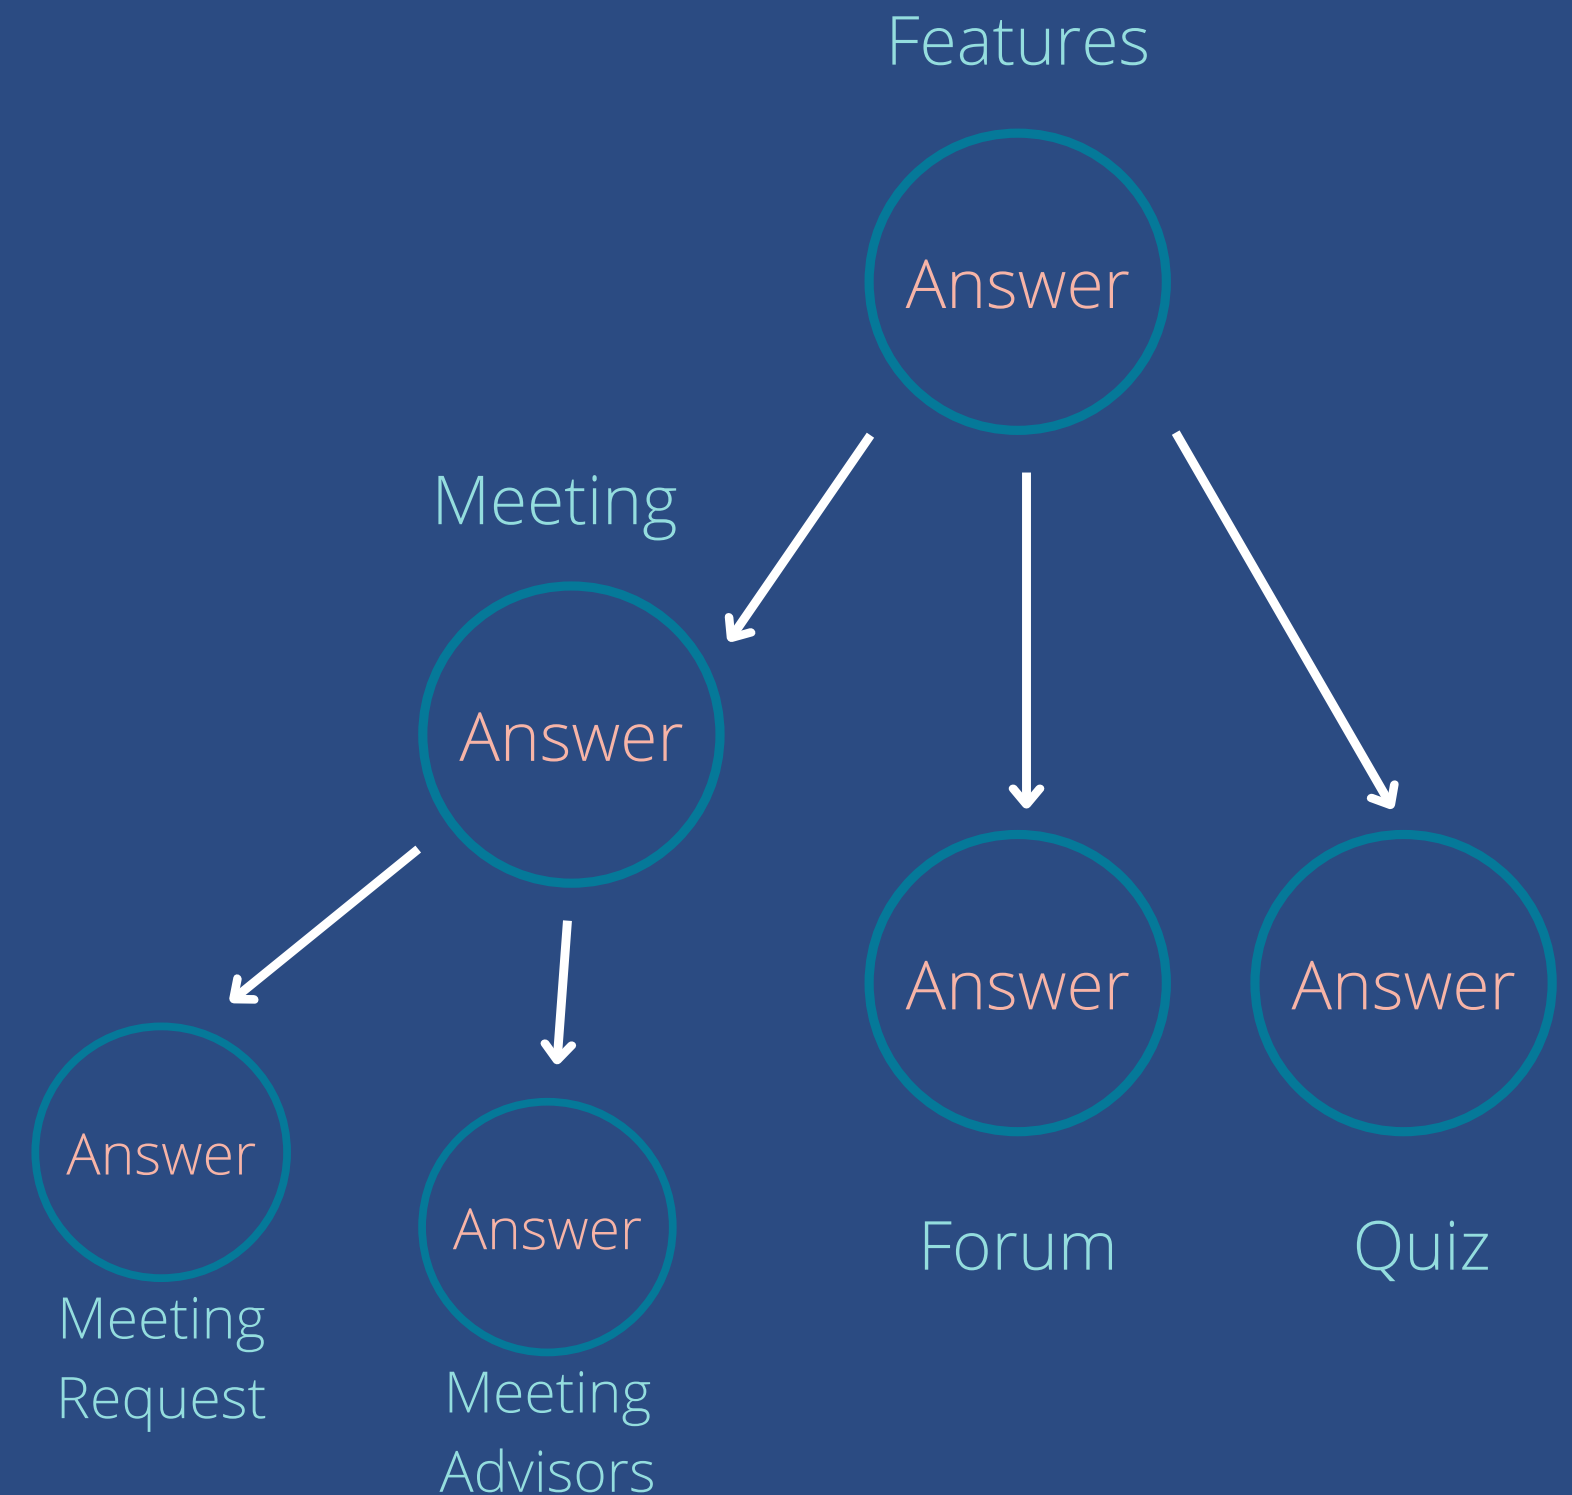 Features
Answer
Meeting
Answer
Answer
Answer
Answer
Answer
Forum
Quiz
Meeting
Request
Meeting
Advisors